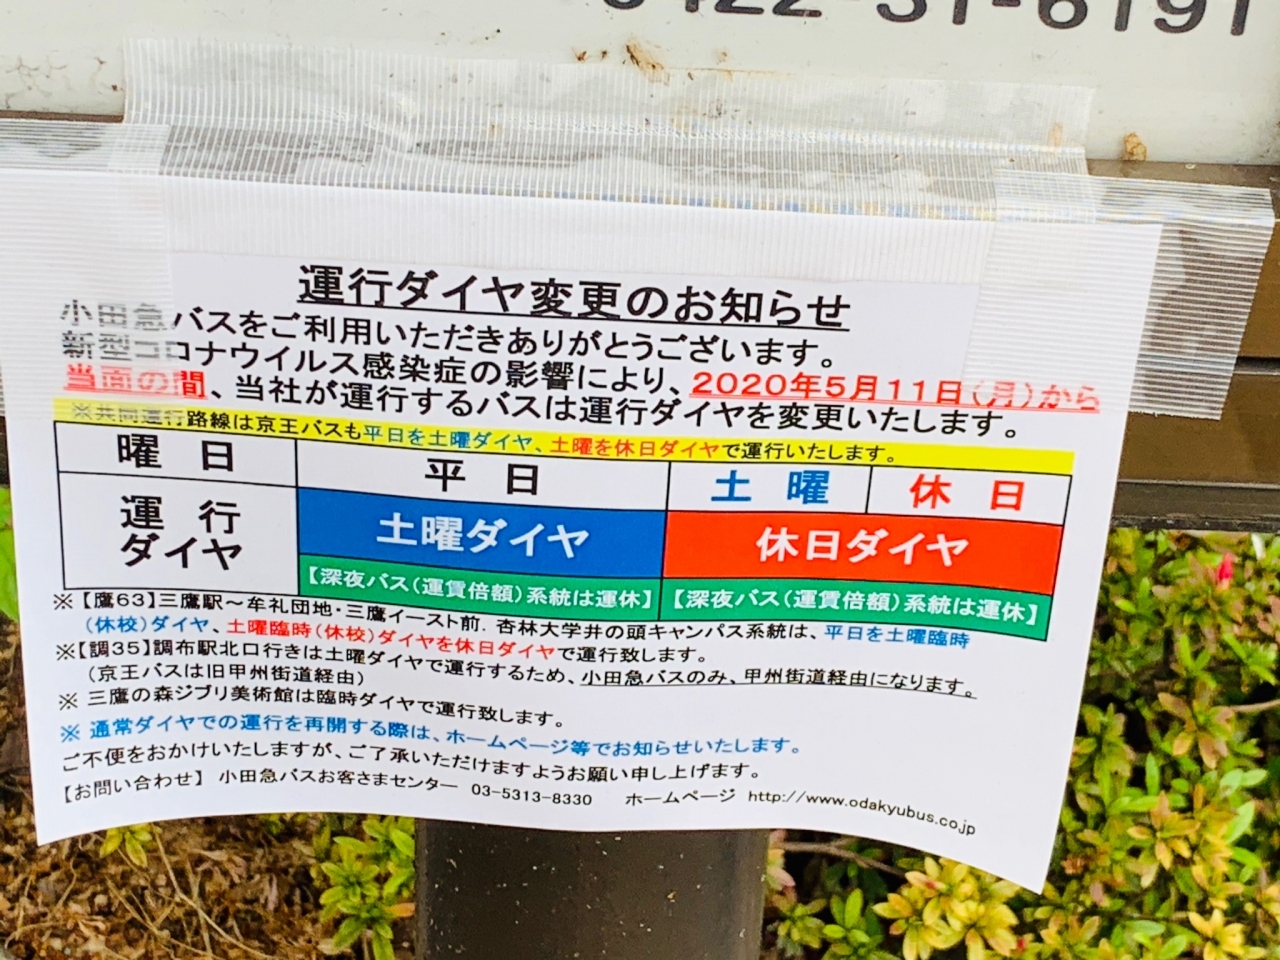 0422-31-6191
運行ダイヤ変更のお知らせ
小田急バスをご利用いただきありがとうございます。
新型コロナウイルス感染症の影響により、2020年5月11日(月)から
当面の間、当社が運行するバスは運行ダイヤを変更いたします。
※共同運行路線は京王バスも平日を土曜ダイヤ、土曜を休日ダイヤで運行いたします。
曜 日 平 日 土 曜 休 日
運 行
ダイヤ
土曜ダイヤ 休日ダイヤ
【深夜バス(運賃倍額)系統は運休】 【深夜バス(運賃倍額)系統は運休】
※【鷹63】三鷹駅~牟礼団地・三鷹イースト前．杏林大学井の頭キャンパス系統は、平日を土曜臨時
(休校)ダイヤ、土曜臨時(休校)ダイヤを休日ダイヤで運行致します。
※【調35】調布駅北口行きは土曜ダイヤで運行するため、小田急バスのみ、甲州街道経由になります。
(京王バスは旧甲州街道経由)
※ 三鷹の森ジブリ美術館は臨時ダイヤで運行致します。
※ 通常ダイヤでの運行を再開する際は、ホームページ等でお知らせいたします。
ご不便をおかけいたしますが、ご了承いただけますようお願い申し上げます。
【お問い合わせ】 小田急バスお客さまセンター 03-5313-8330 ホームページ http://www.odakyubus.co.jp